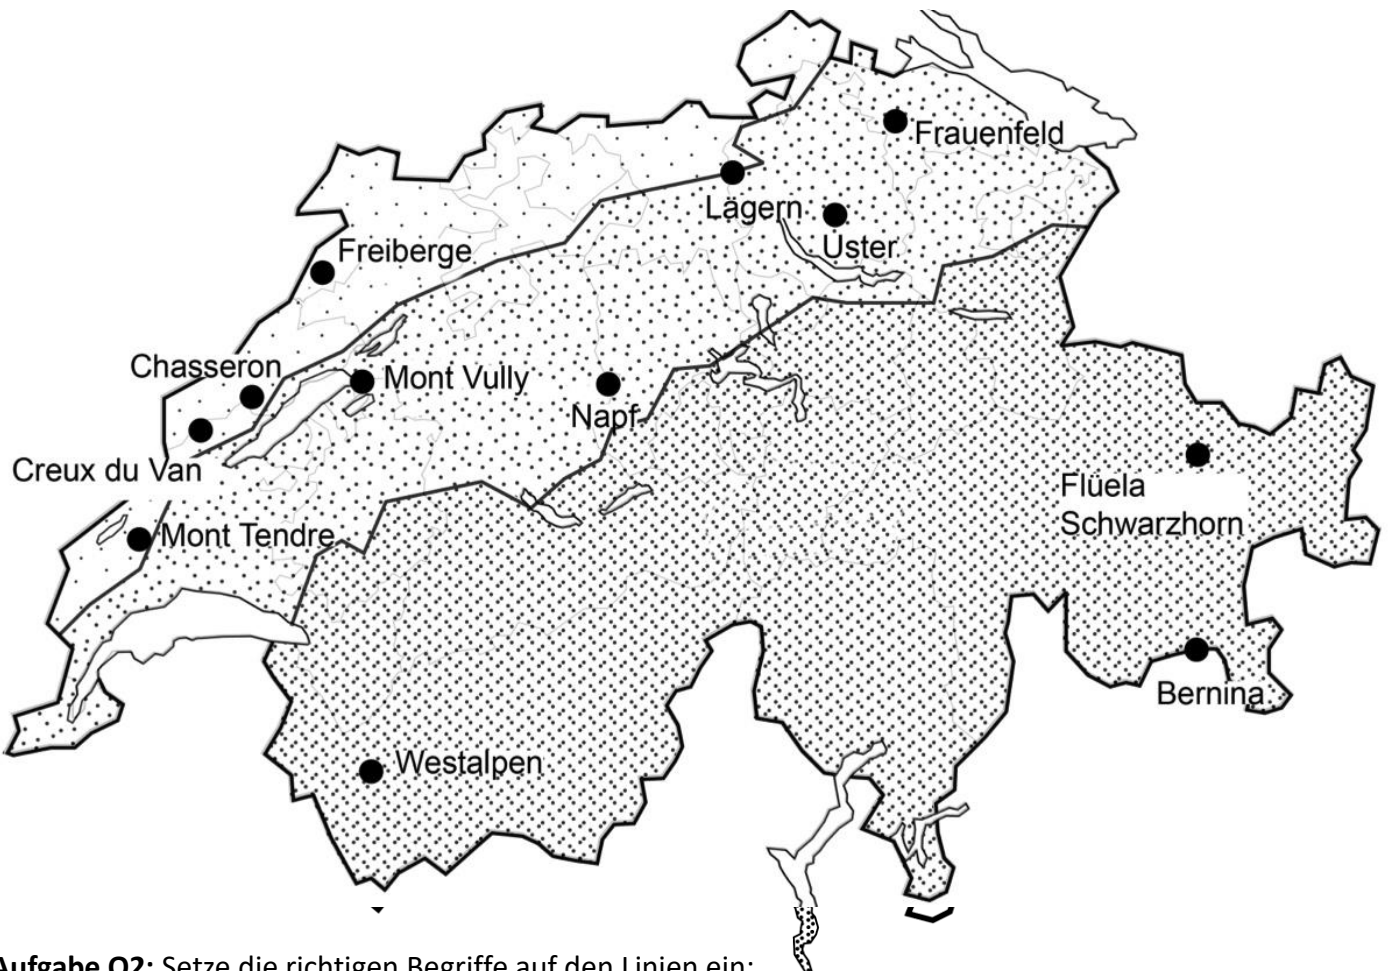 Frauenfeld
Lägern
Uster
Freiberge
Chasseron
Mont Vully
Napf
Creux du Van
Flüela
Schwarzhorn
Mont Tendre
Bernina
Westalpen
Aufgabe O2: Setze die richtigen Begriffe auf den Linien ein: